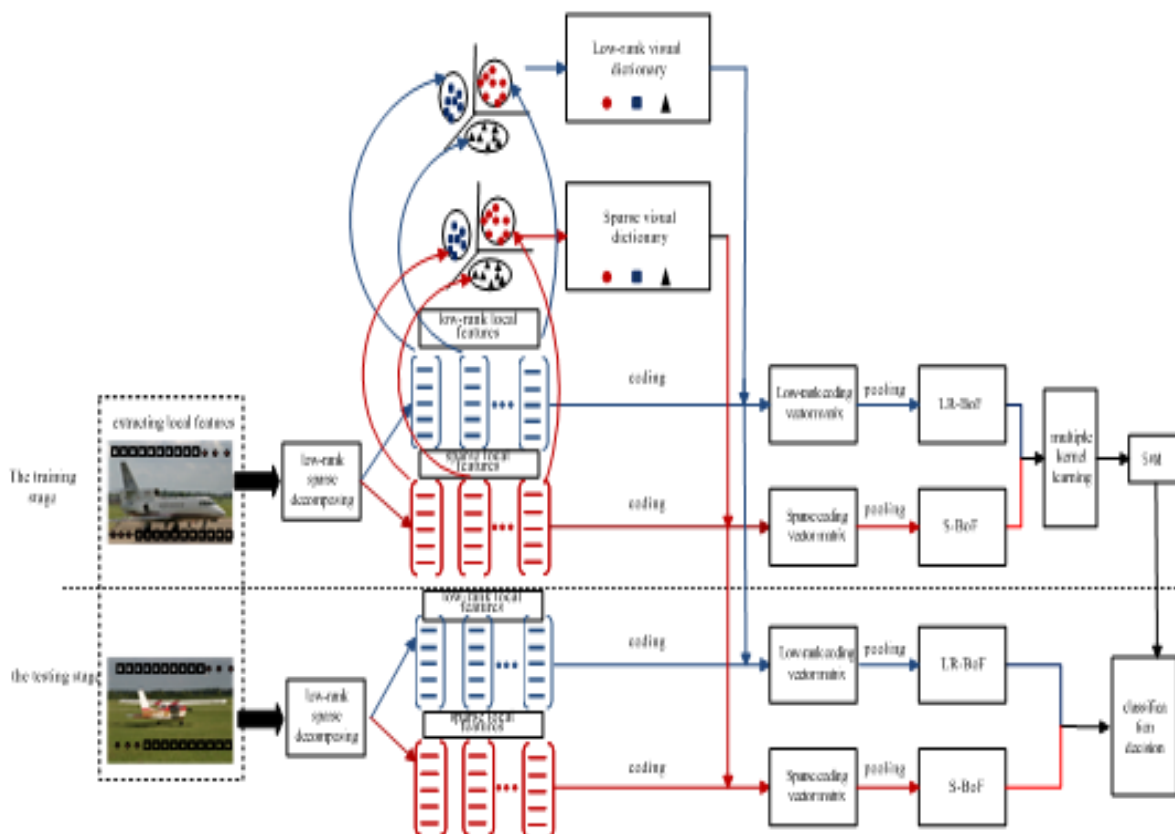 Low-rank visual
dictionary
Sparse visual
dictionary
low-rank local
features
coding
Low-rank coding
vector matrix
pooling
LR-BoF
extracting local features
low-rank
sparse
decomposing
sparse local
features
multiple
kernel
learning
SVM
The training
stage
coding
Sparse coding
vector matrix
pooling
S-BoF
low-rank local
features
coding
Low-rank coding
vector matrix
pooling
LR-BoF
the testing stage
low-rank
sparse
decomposing
sparse local
features
classifica
tion
decision
coding
Sparse coding
vector matrix
pooling
S-BoF